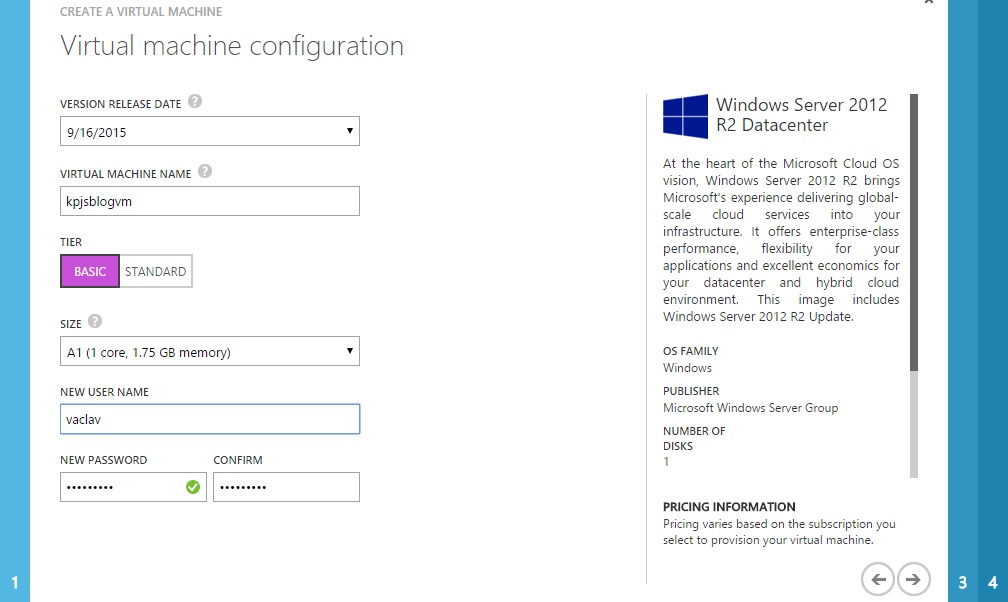 CREATE A VIRTUAL MACHINE
Virtual machine configuration
VERSION RELEASE DATE ?
9/16/2015
VIRTUAL MACHINE NAME ?
kpjsblogvm
TIER
BASIC STANDARD
SIZE ?
A1 (1 core, 1.75 GB memory)
NEW USER NAME
vaclav
NEW PASSWORD CONFIRM
••••••••• •••••••••
Windows Server 2012
R2 Datacenter
At the heart of the Microsoft Cloud OS
vision, Windows Server 2012 R2 brings
Microsoft's experience delivering global-
scale cloud services into your
infrastructure. It offers enterprise-class
performance, flexibility for your
applications and excellent economics for
your datacenter and hybrid cloud
environment. This image includes
Windows Server 2012 R2 Update.
OS FAMILY
Windows
PUBLISHER
Microsoft Windows Server Group
NUMBER OF
DISKS
1
PRICING INFORMATION
Pricing varies based on the subscription you
select to provision your virtual machine.
1
3 4